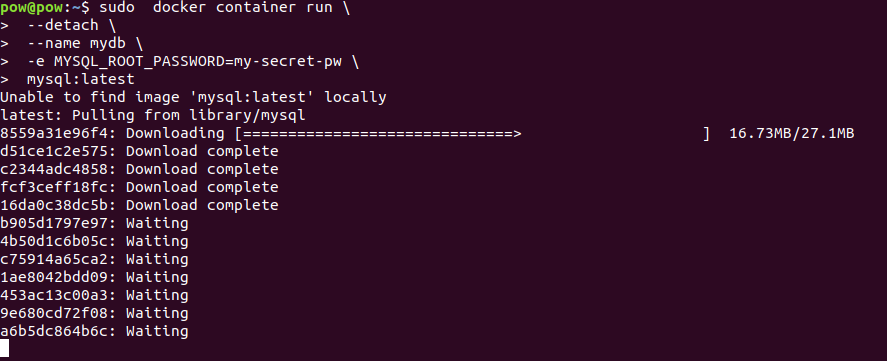 pow@pow:~$ sudo  docker container run \
>  --detach \
>  --name mydb \
>  -e MYSQL_ROOT_PASSWORD=my-secret-pw \
>  mysql:latest
Unable to find image 'mysql:latest' locally
latest: Pulling from library/mysql
8559a31e96f4: Downloading [==============================>                    ]  16.73MB/27.1MB
d51ce1c2e575: Download complete
c2344adc4858: Download complete
fcf3ceff18fc: Download complete
16da0c38dc5b: Download complete
b905d1797e97: Waiting
4b50d1c6b05c: Waiting
c75914a65ca2: Waiting
1ae8042bdd09: Waiting
453ac13c00a3: Waiting
9e680cd72f08: Waiting
a6b5dc864b6c: Waiting